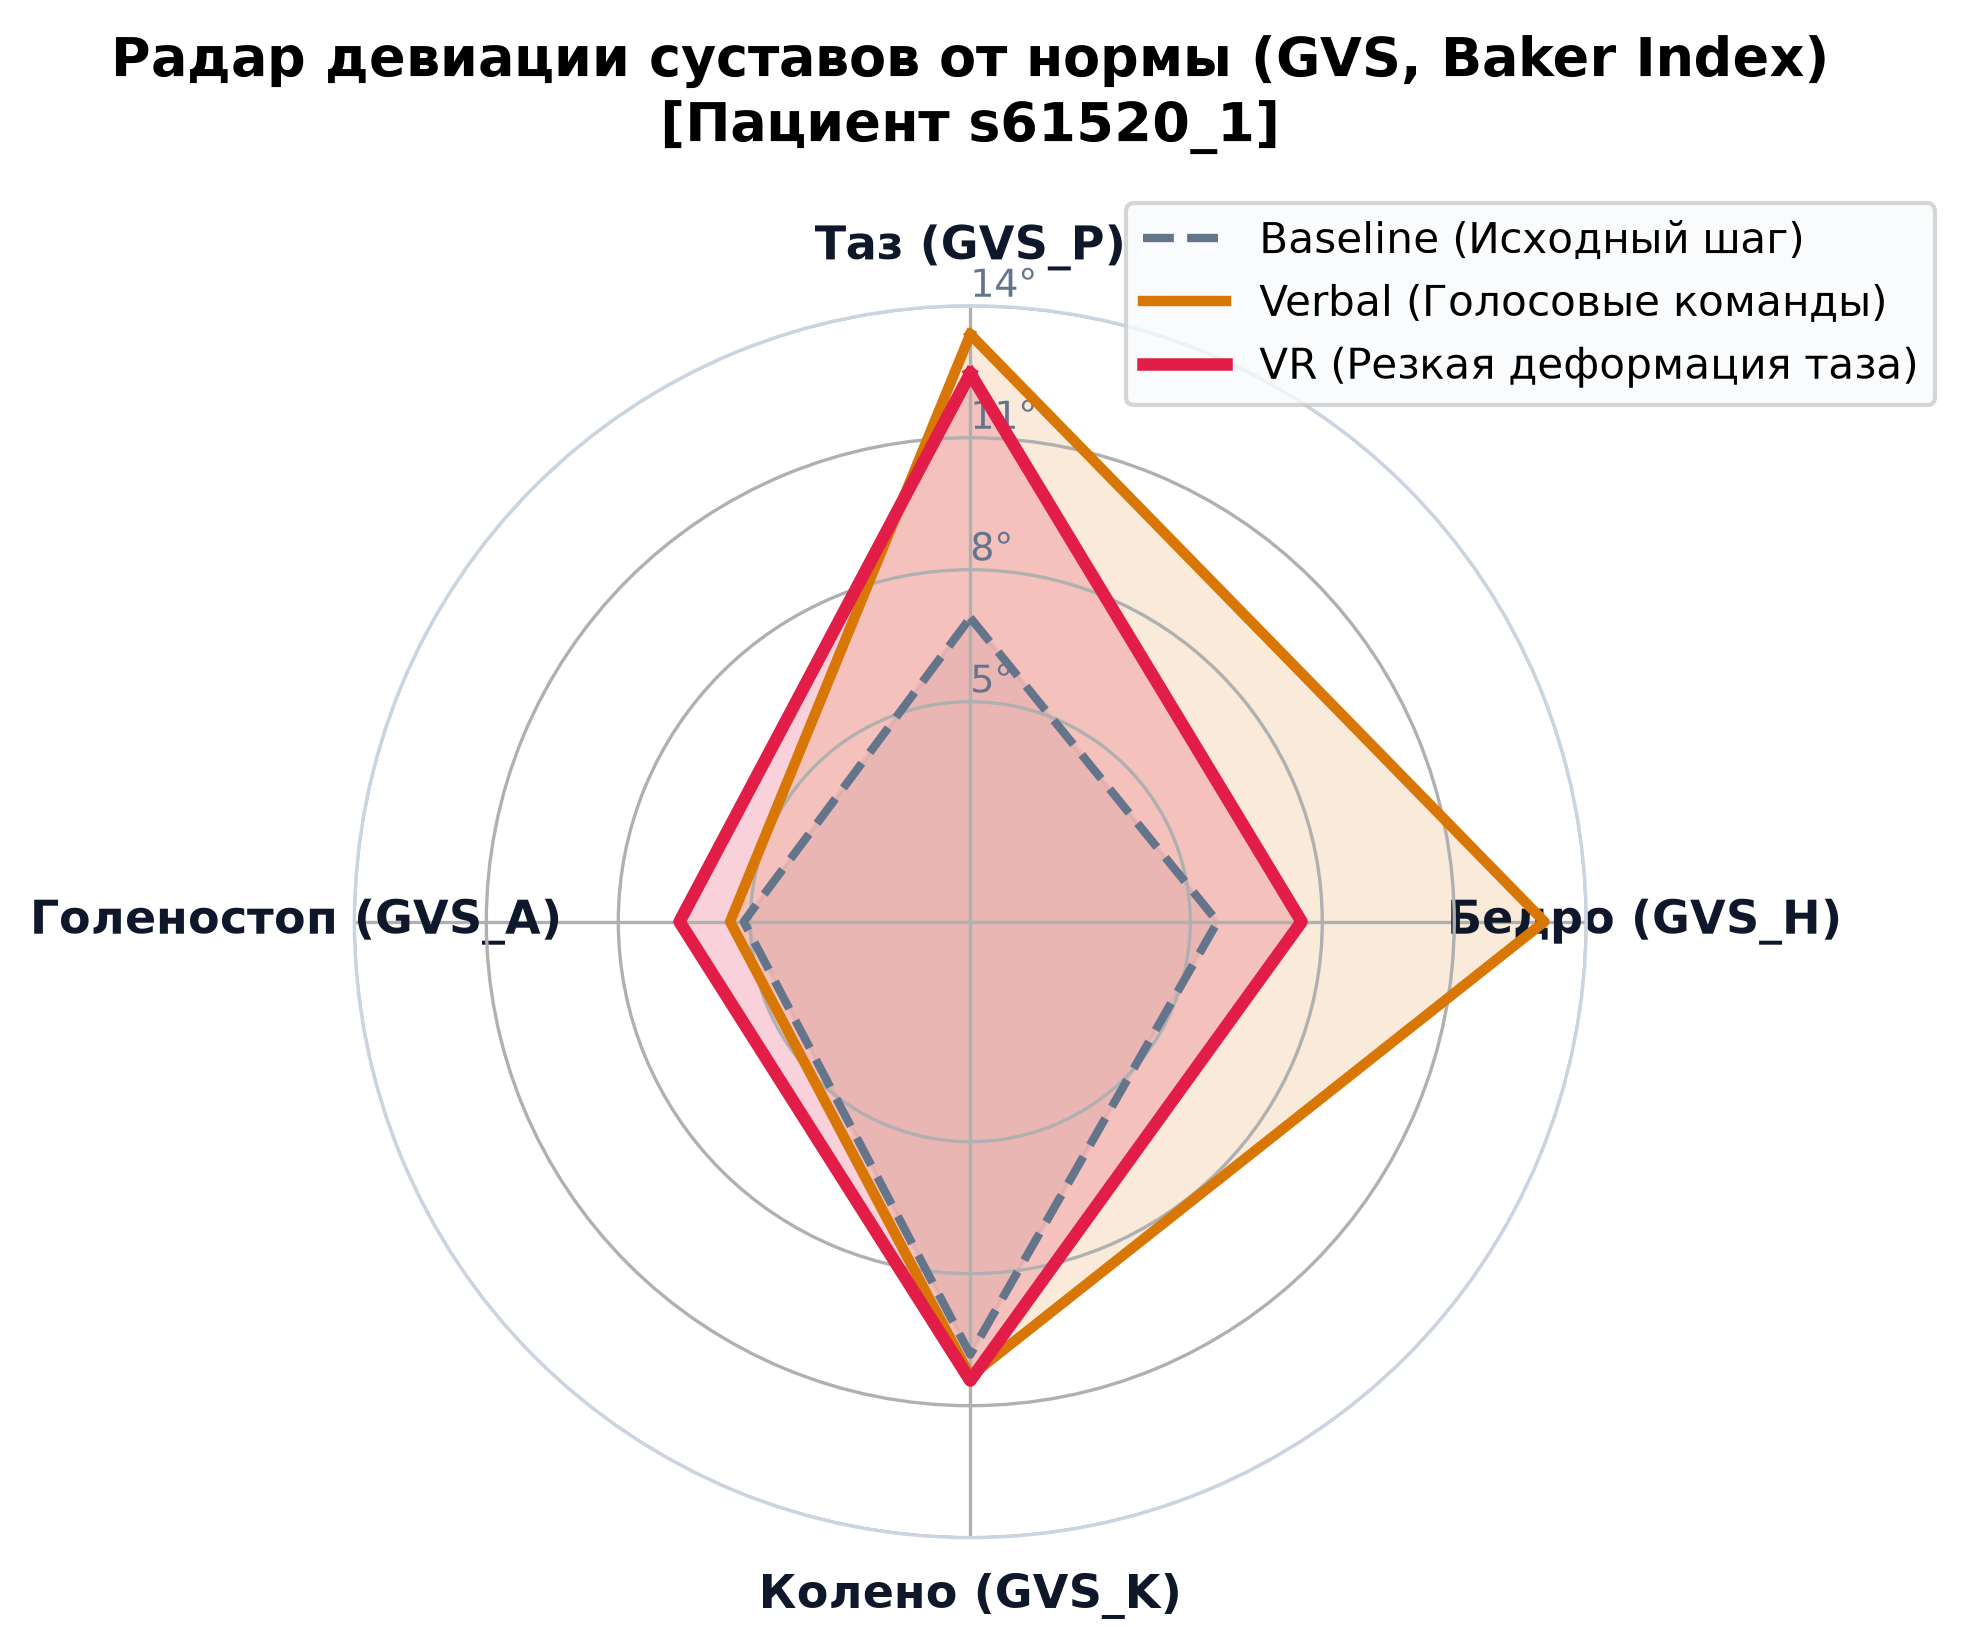 Радар девиации суставов от нормы (GVS, Baker Index)
[Пациент s61520_1]
Таз (GVS_P)
Baseline (Исходный шаг)
Verbal (Голосовые команды)
VR (Резкая деформация таза)
14°
11°
8°
5°
Голеностоп (GVS_A)
Бедро (GVS_H)
Колено (GVS_K)